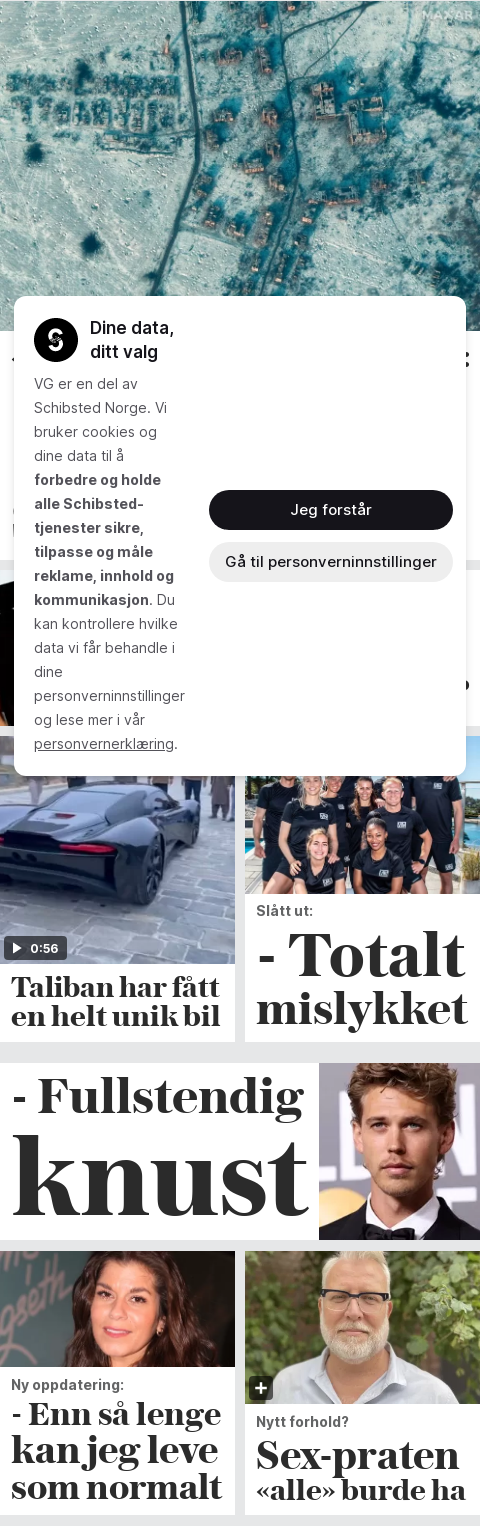 MAXAR
Dine data,
ditt valg
VG er en del av
Schibsted Norge. Vi
bruker cookies og
dine data til å
forbedre og holde
alle Schibsted-
tjenester sikre,
tilpasse og måle
reklame, innhold og
kommunikasjon. Du
kan kontrollere hvilke
data vi får behandle i
dine
personverninnstillinger
og lese mer i vår
personvernerklæring.
Jeg forstår
Gå til personverninnstillinger
0:56
Taliban har fått
en helt unik bil
Slått ut:
- Totalt
mislykket
- Fullstendig
knust
Ny oppdatering:
- Enn så lenge
kan jeg leve
som normalt
Nytt forhold?
Sex-praten
«alle» burde ha